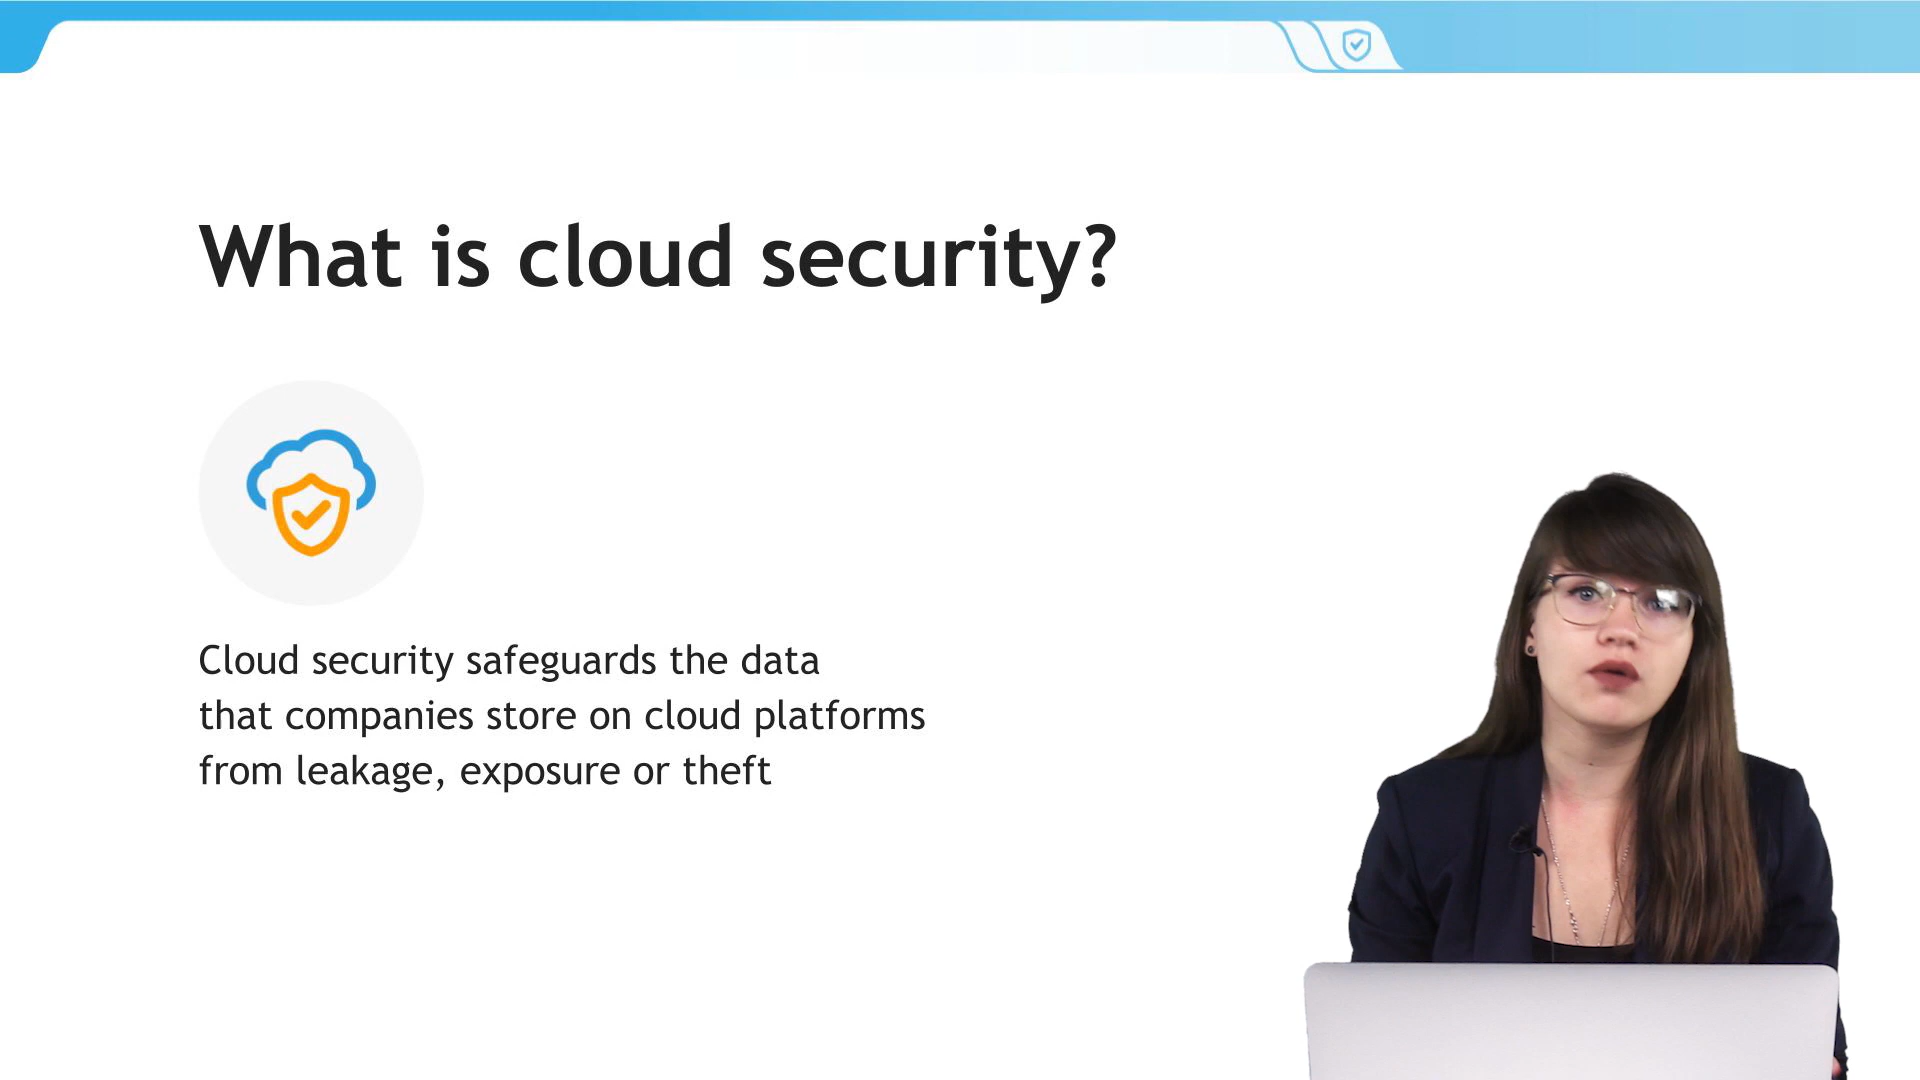 What is cloud security?
Cloud security safeguards the data
that companies store on cloud platforms
from leakage, exposure or theft